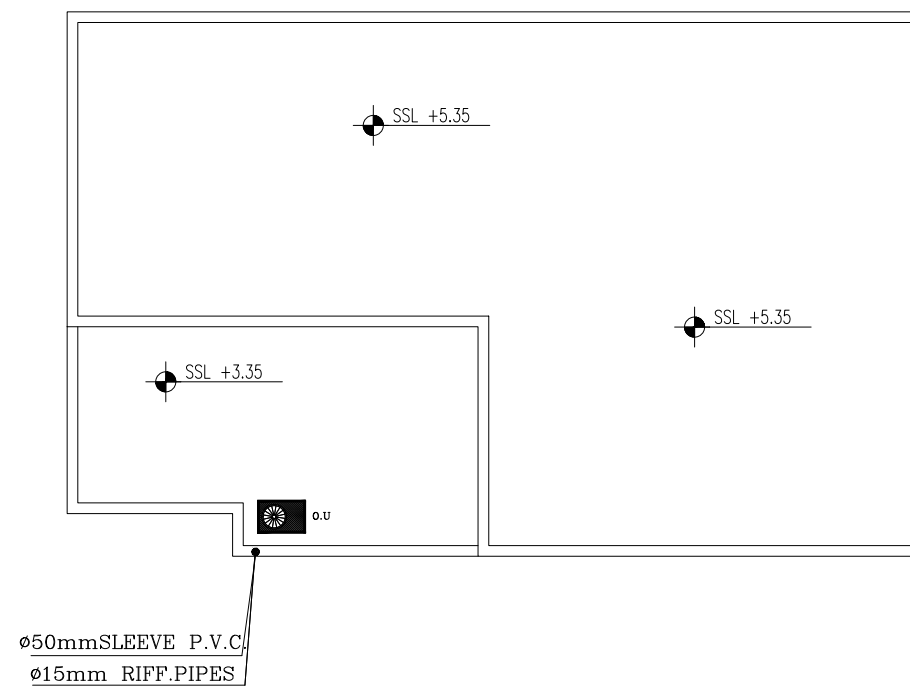 SSL +5.35
SSL +5.35
SSL +3.35
O.U
ø50mmSLEEVE P.V.C.
ø15mm RIFF.PIPES